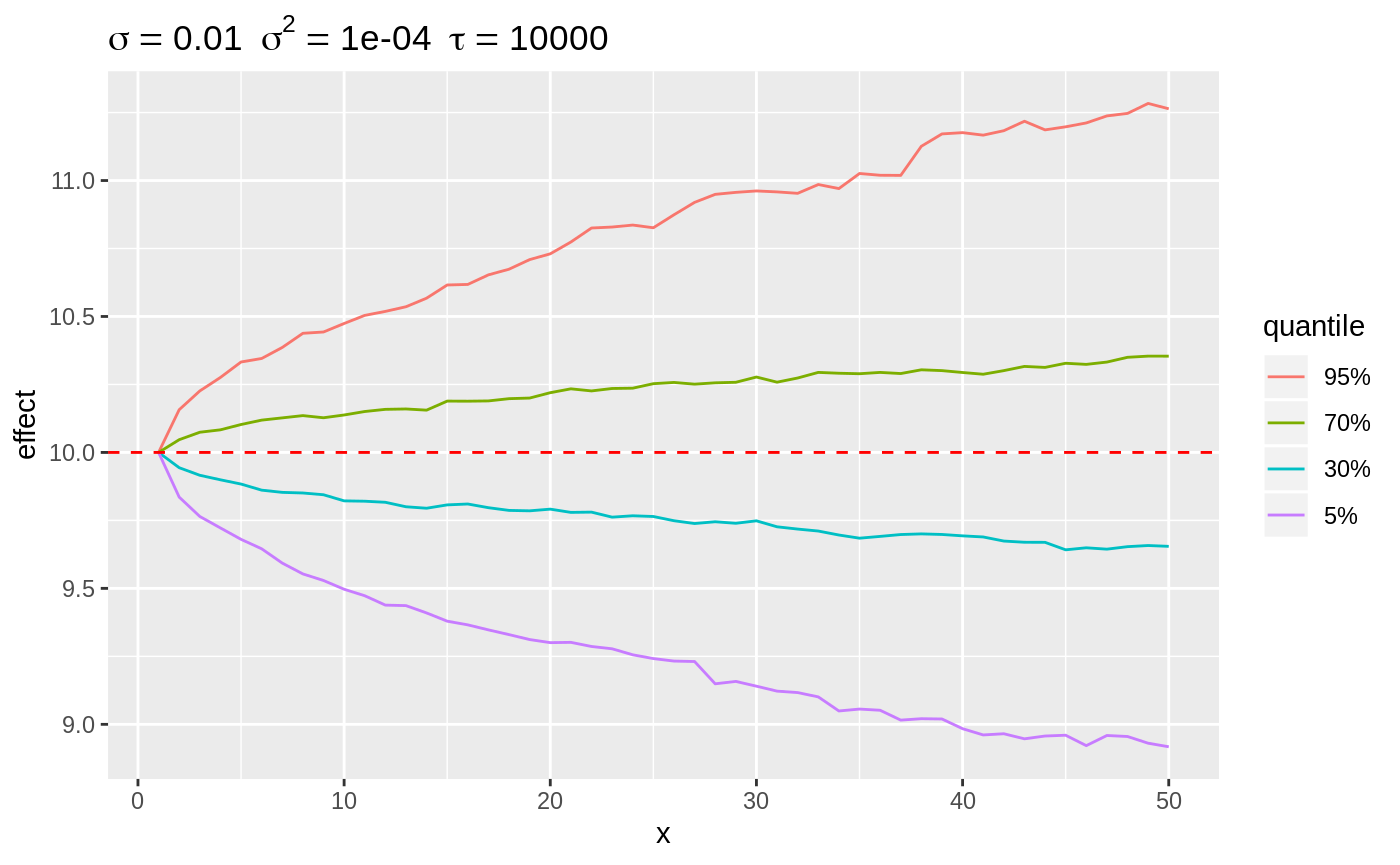 σ = 0.01 σ² = 1e-04 τ = 10000
effect
11.0
10.5
10.0
9.5
9.0
0 10 20 30 40 50
x
quantile
95%
70%
30%
5%